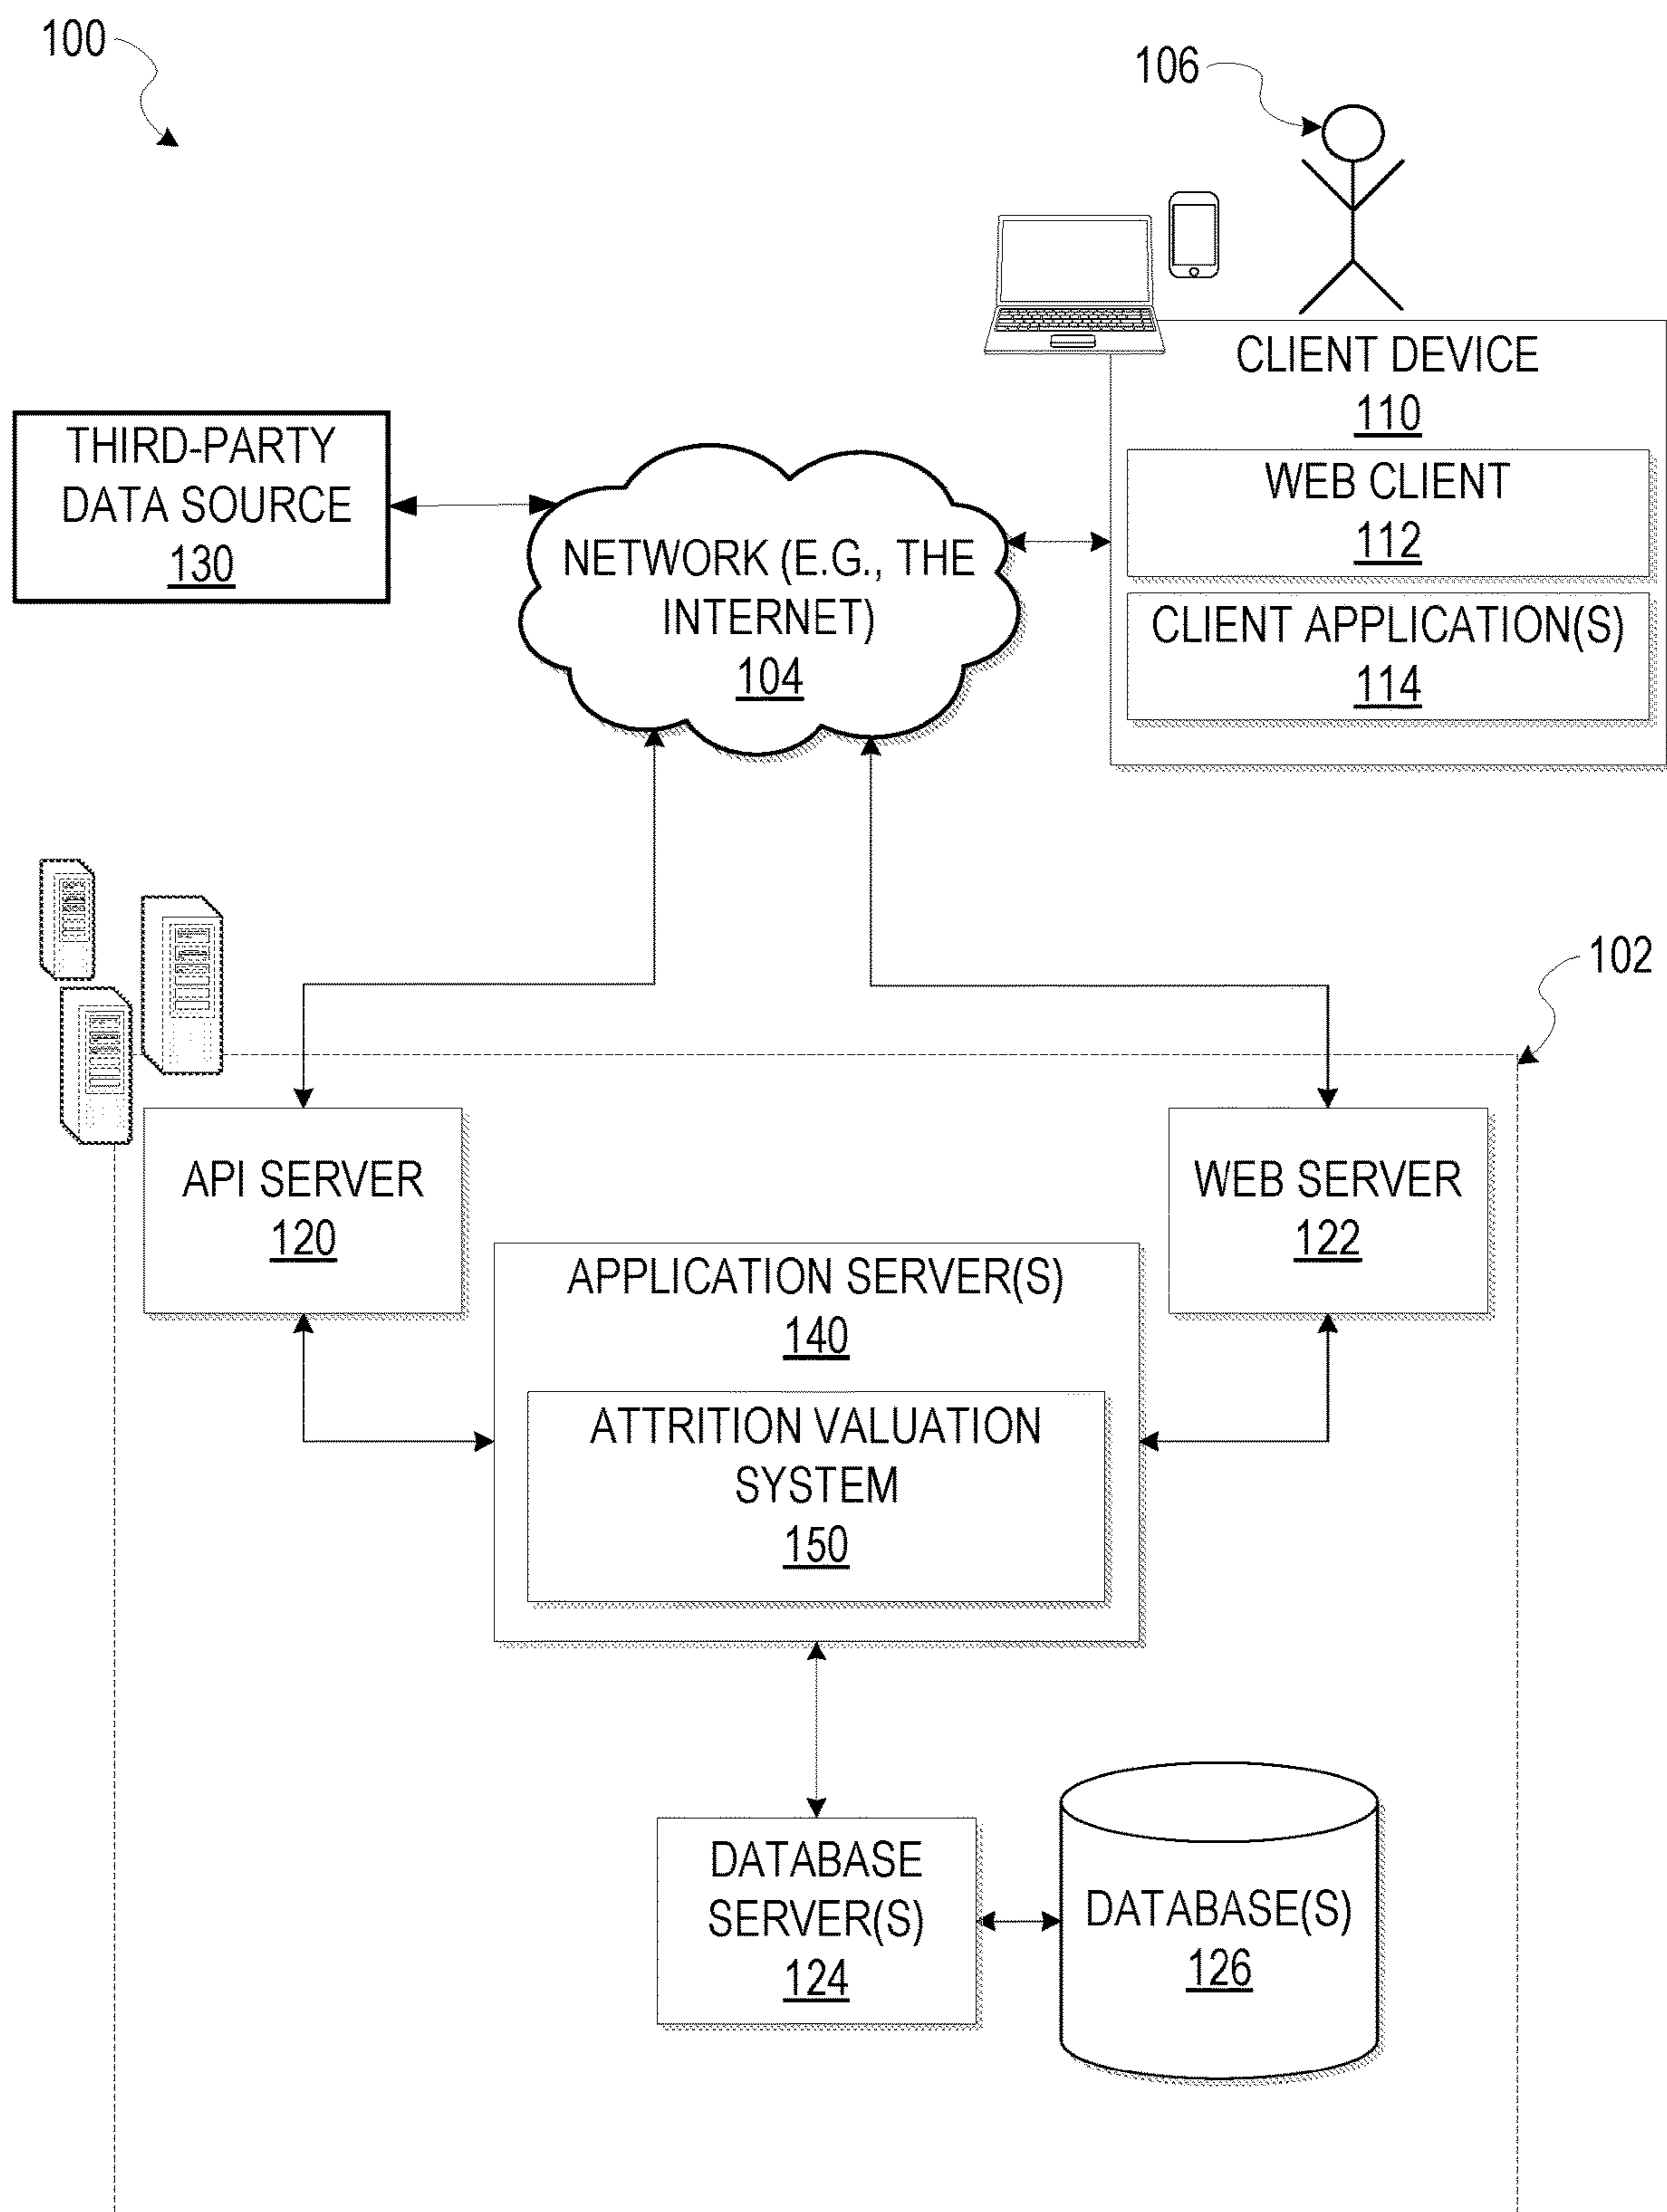 100
106
CLIENT DEVICE
110
WEB CLIENT
112
CLIENT APPLICATION(S)
114
THIRD-PARTY
DATA SOURCE
130
NETWORK (E.G., THE
INTERNET)
104
102
API SERVER
120
WEB SERVER
122
APPLICATION SERVER(S)
140
ATTRITION VALUATION
SYSTEM
150
DATABASE
SERVER(S)
124
DATABASE(S)
126